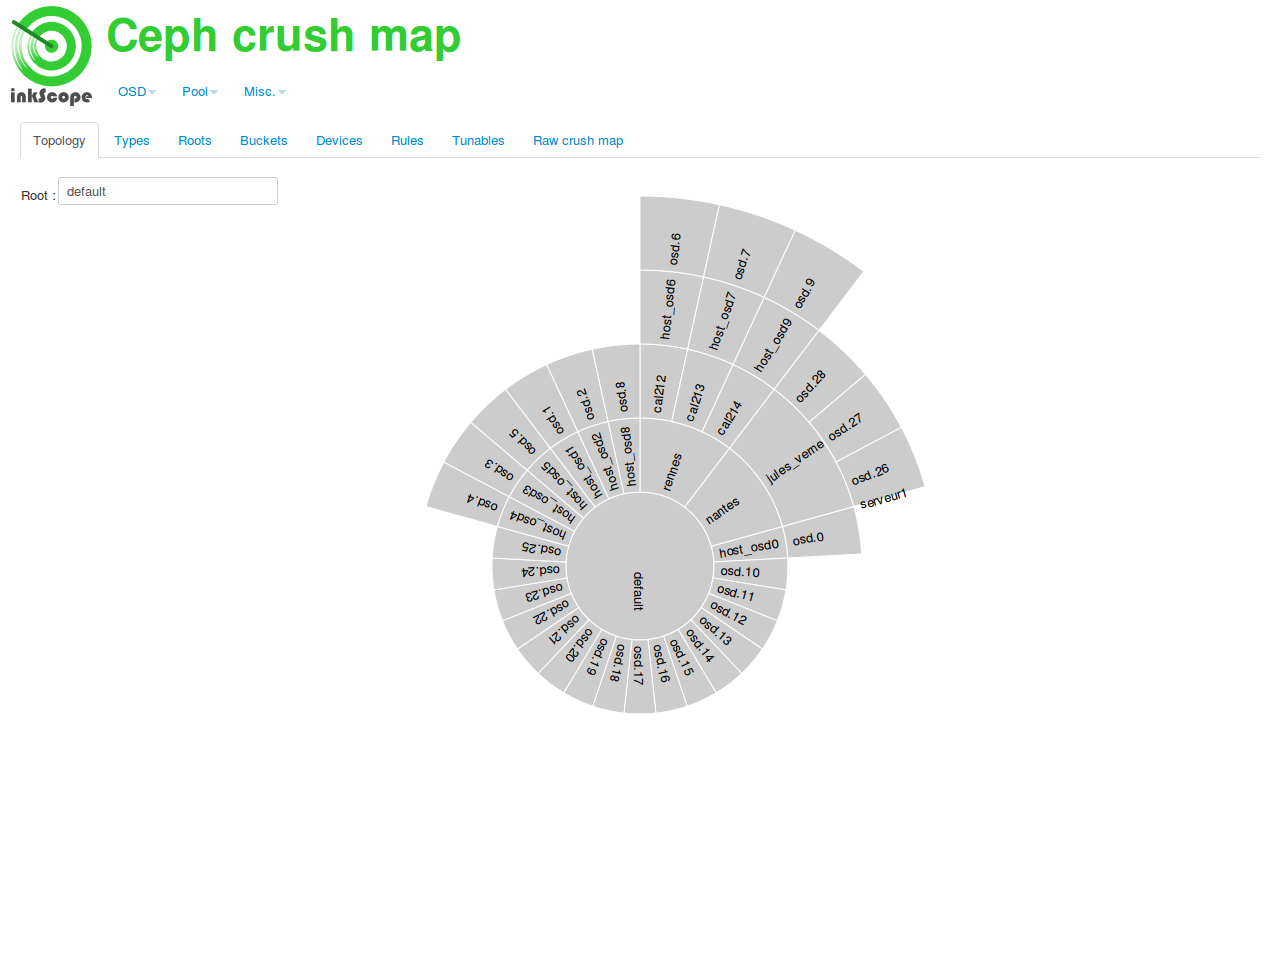 Ceph crush map
inkScope
OSD Pool Misc.
Topology Types Roots Buckets Devices Rules Tunables Raw crush map
Root : default
default
rennes
nantes
host_osd0
osd.10
osd.11
osd.12
osd.13
osd.14
osd.15
osd.16
osd.17
osd.18
osd.19
osd.20
osd.21
osd.22
osd.23
osd.24
osd.25
host_osd4
host_osd3
host_osd5
host_osd1
host_osd2
host_osd8
cal212
cal213
cal214
jules_verne
osd.0
osd.4
osd.3
osd.5
osd.1
osd.2
osd.8
host_osd6
host_osd7
host_osd9
osd.28
osd.27
osd.26
serveur1
osd.6
osd.7
osd.9